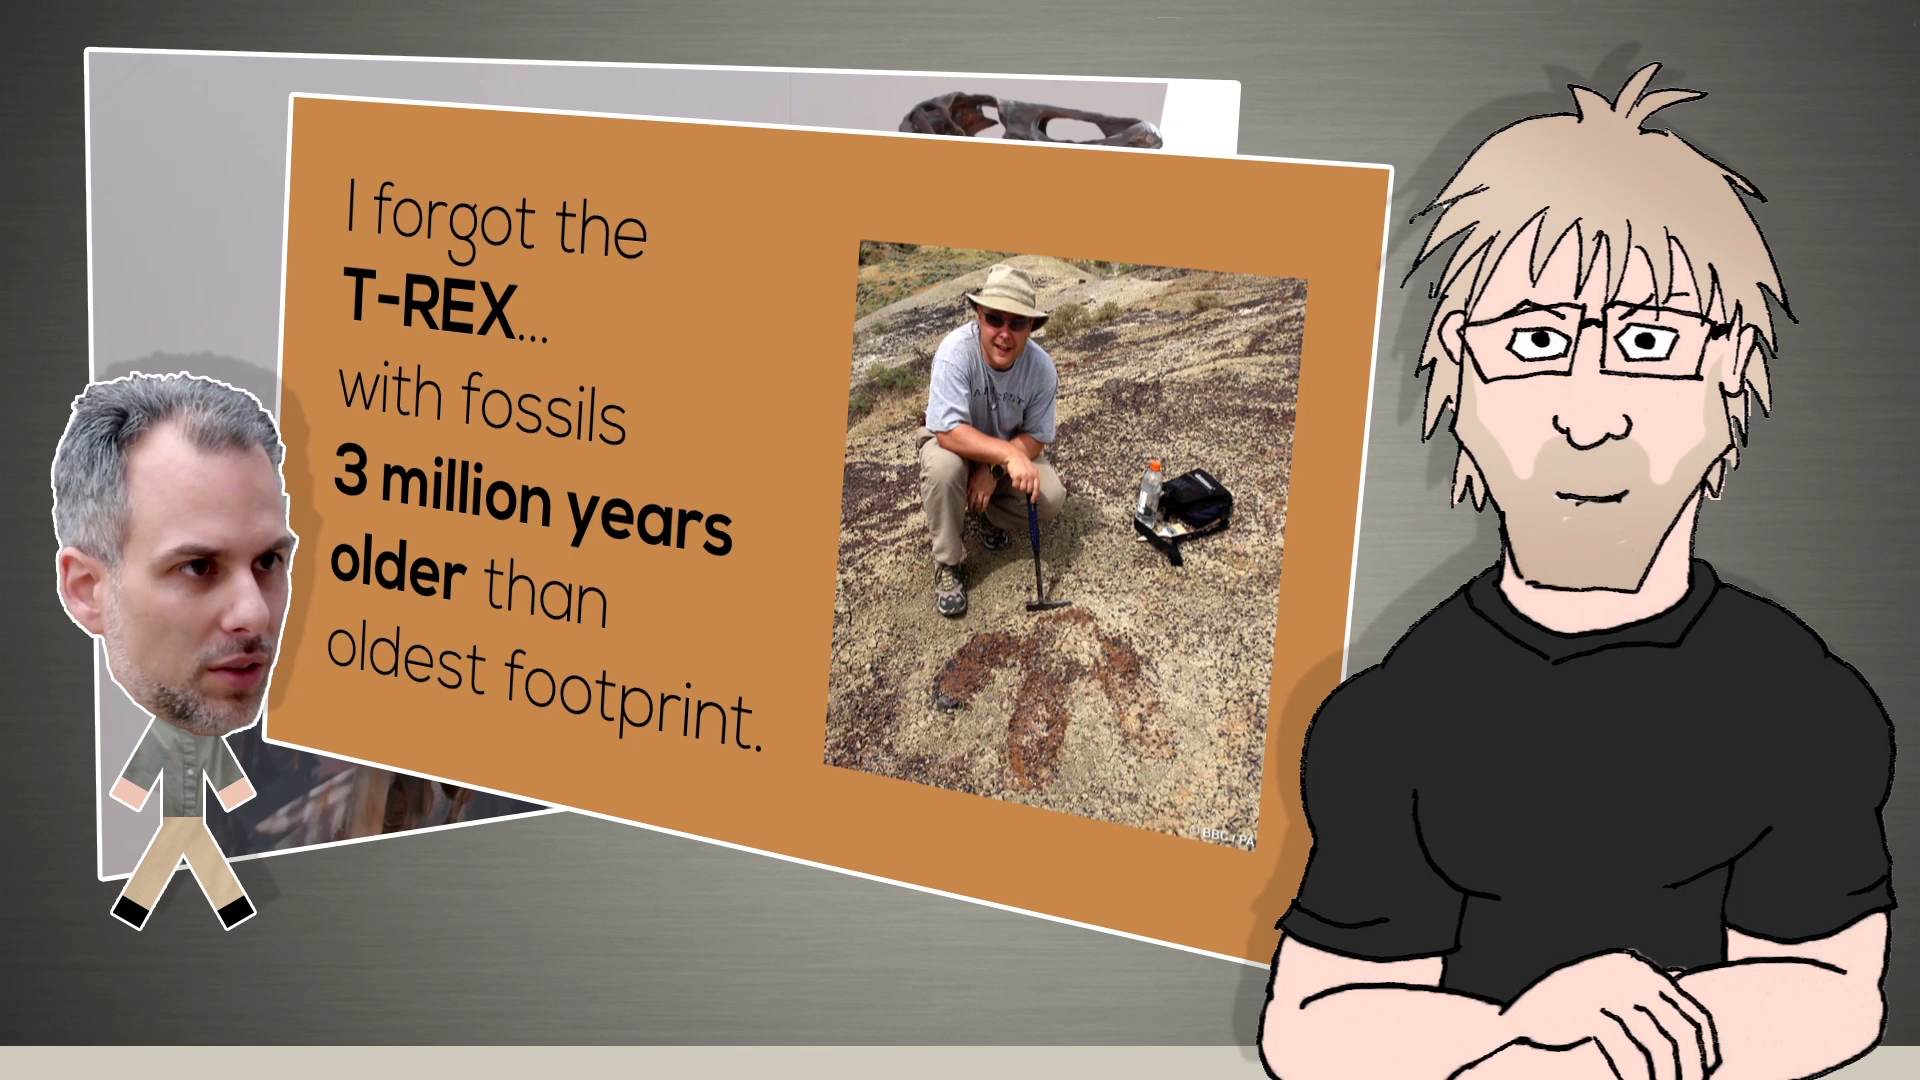 I forgot the
T-REX...
with fossils
3 million years
older than
oldest footprint.
© BBC / PA